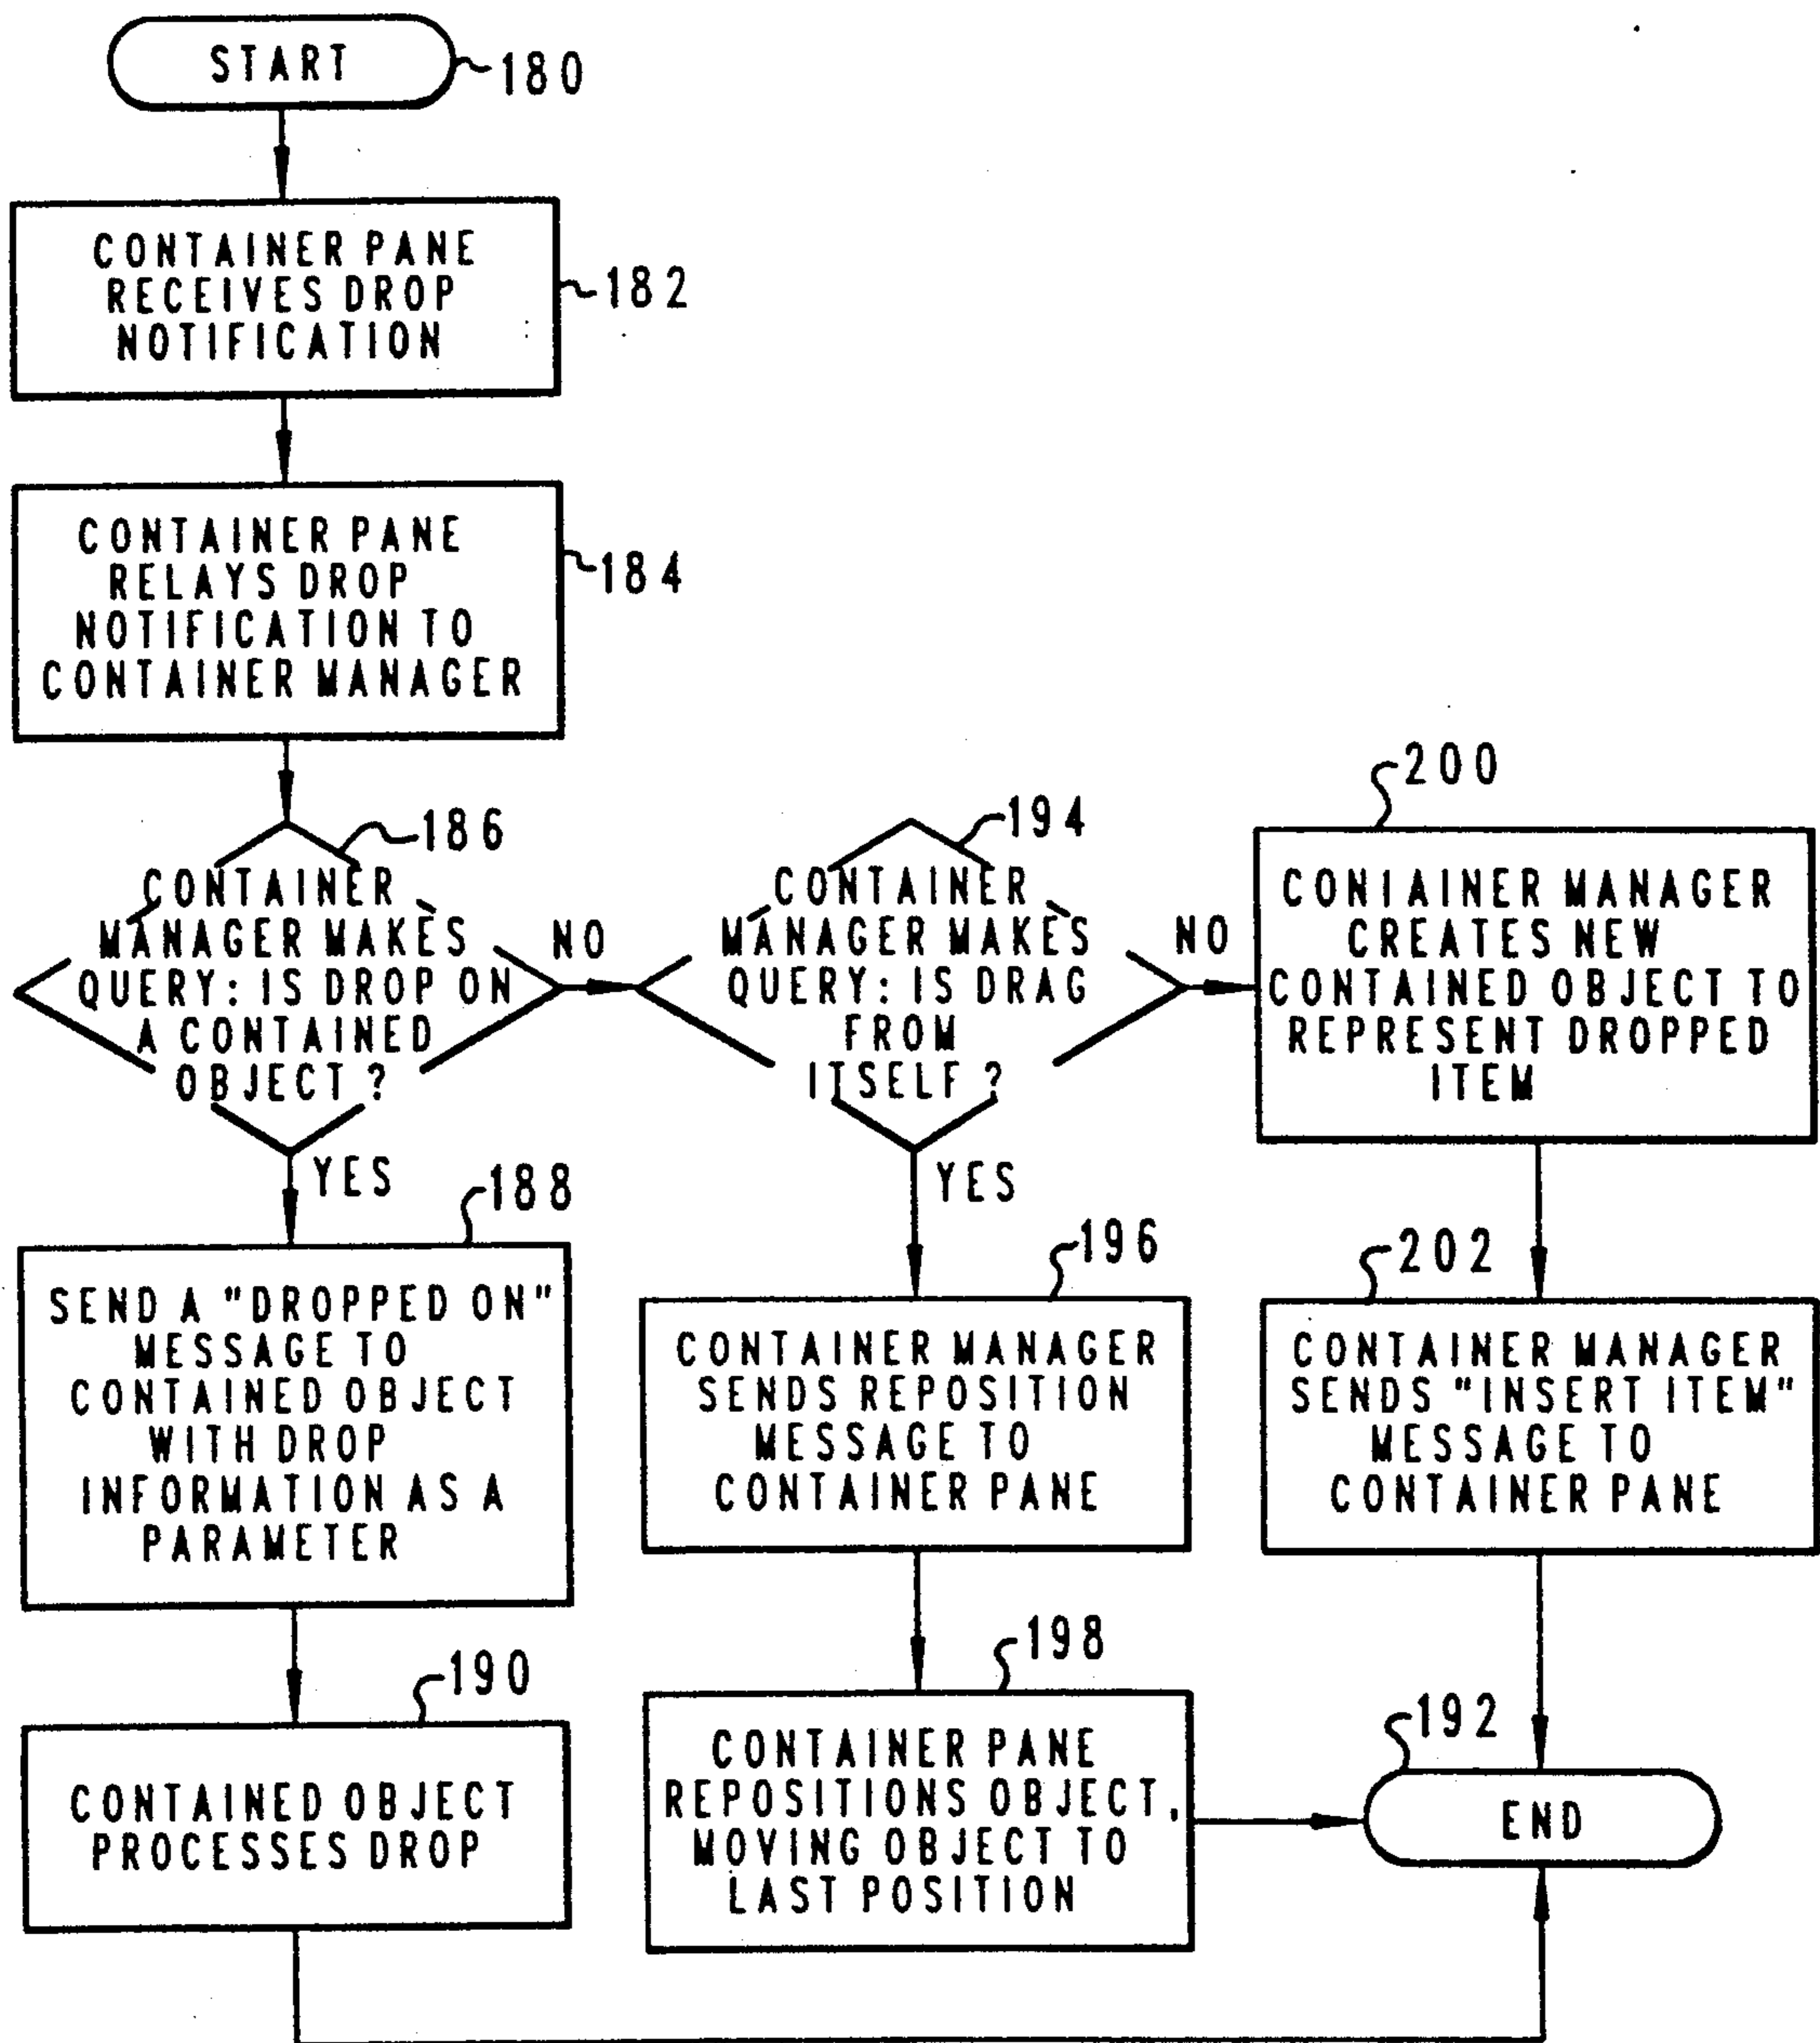 START
180
CONTAINER PANE
RECEIVES DROP
NOTIFICATION
182
CONTAINER PANE
RELAYS DROP
NOTIFICATION TO
CONTAINER MANAGER
184
186
CONTAINER
MANAGER MAKES
QUERY: IS DROP ON
A CONTAINED
OBJECT?
NO
YES
194
CONTAINER
MANAGER MAKES
QUERY: IS DRAG
FROM
ITSELF?
NO
YES
200
CONTAINER MANAGER
CREATES NEW
CONTAINED OBJECT TO
REPRESENT DROPPED
ITEM
188
SEND A "DROPPED ON"
MESSAGE TO
CONTAINED OBJECT
WITH DROP
INFORMATION AS A
PARAMETER
196
CONTAINER MANAGER
SENDS REPOSITION
MESSAGE TO
CONTAINER PANE
202
CONTAINER MANAGER
SENDS "INSERT ITEM"
MESSAGE TO
CONTAINER PANE
190
CONTAINED OBJECT
PROCESSES DROP
198
CONTAINER PANE
REPOSITIONS OBJECT,
MOVING OBJECT TO
LAST POSITION
192
END